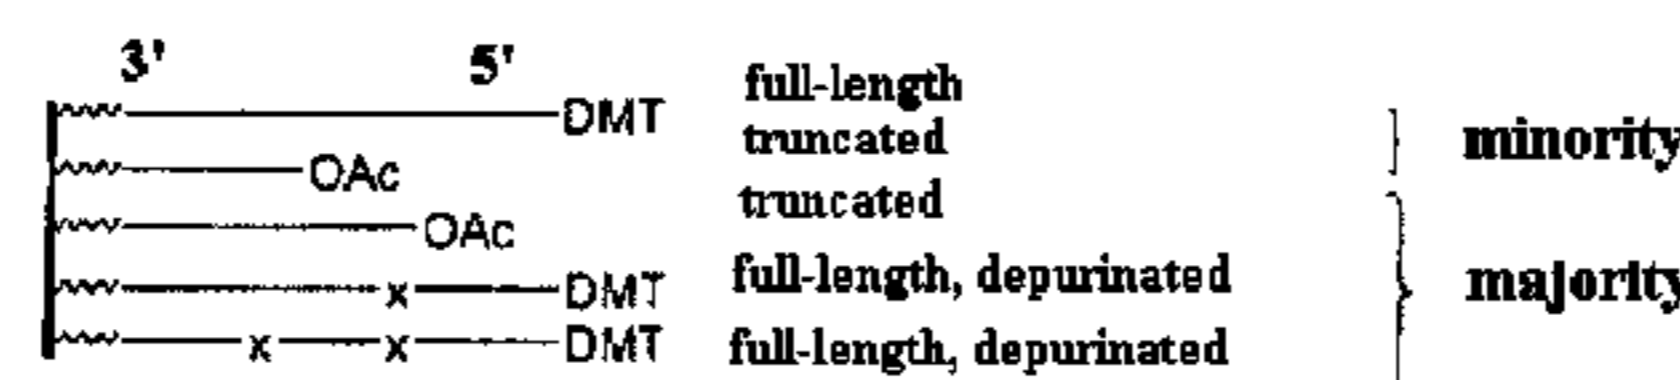 3' 5'
DMT full-length
truncated minority
OAc
OAc truncated
x DMT full-length, depurinated majority
x x DMT full-length, depurinated